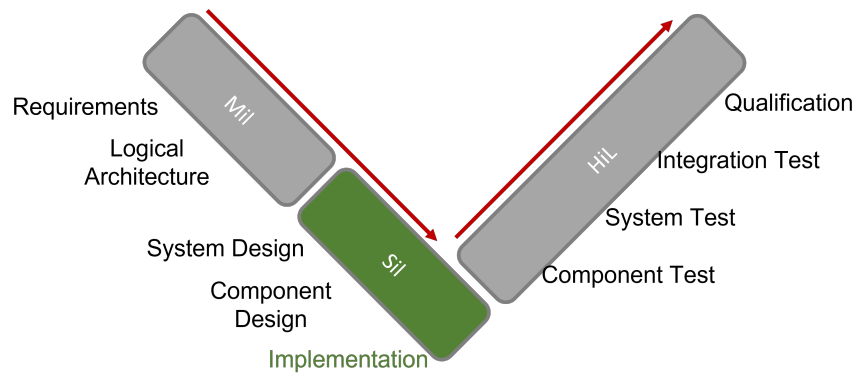 Requirements
Mil
Logical
Architecture
System Design
Sil
Component
Design
Implementation
HiL
Qualification
Integration Test
System Test
Component Test